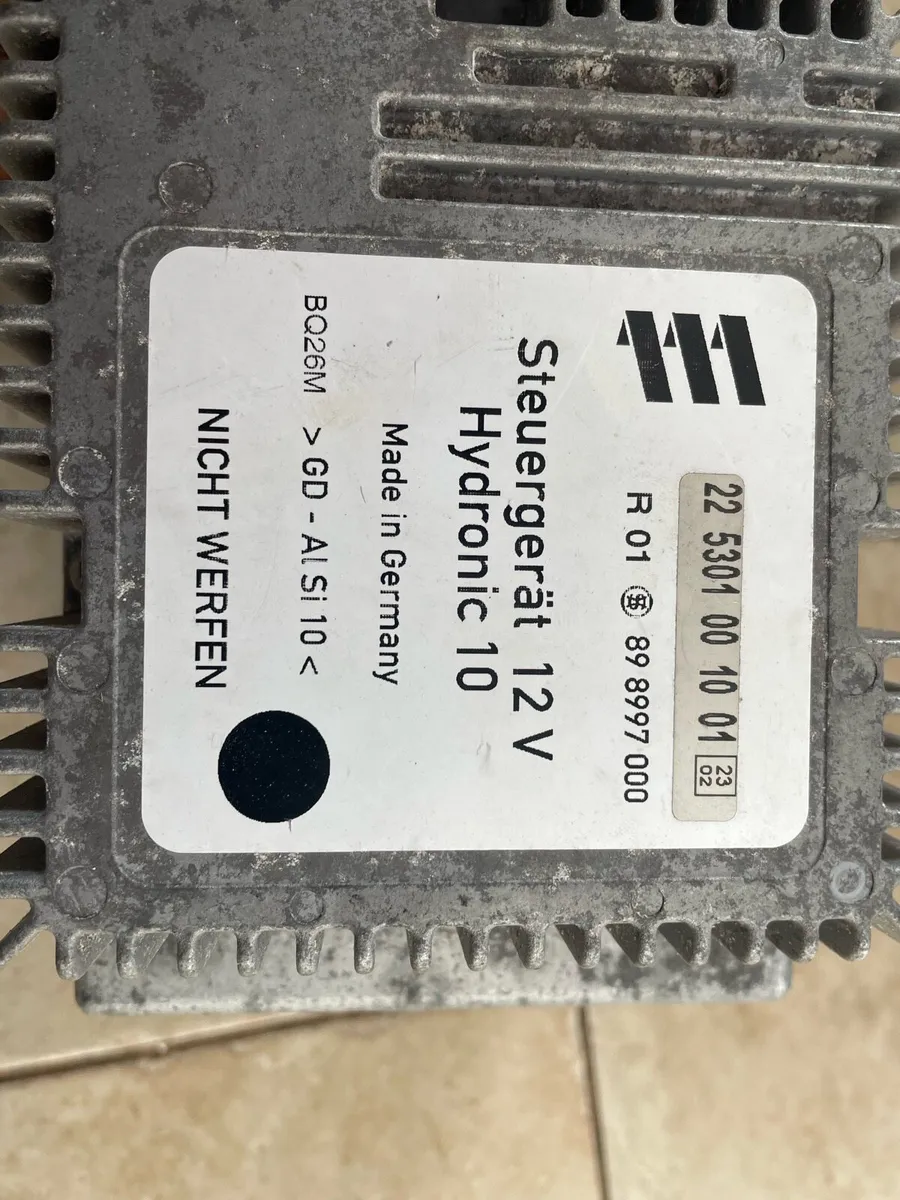 22 5301 00 10 01 23 02
R 01 89 8997 000
Steuergerät 12 V
Hydronic 10
Made in Germany
BQ26M >GD - Al Si 10 <
NICHT WERFEN